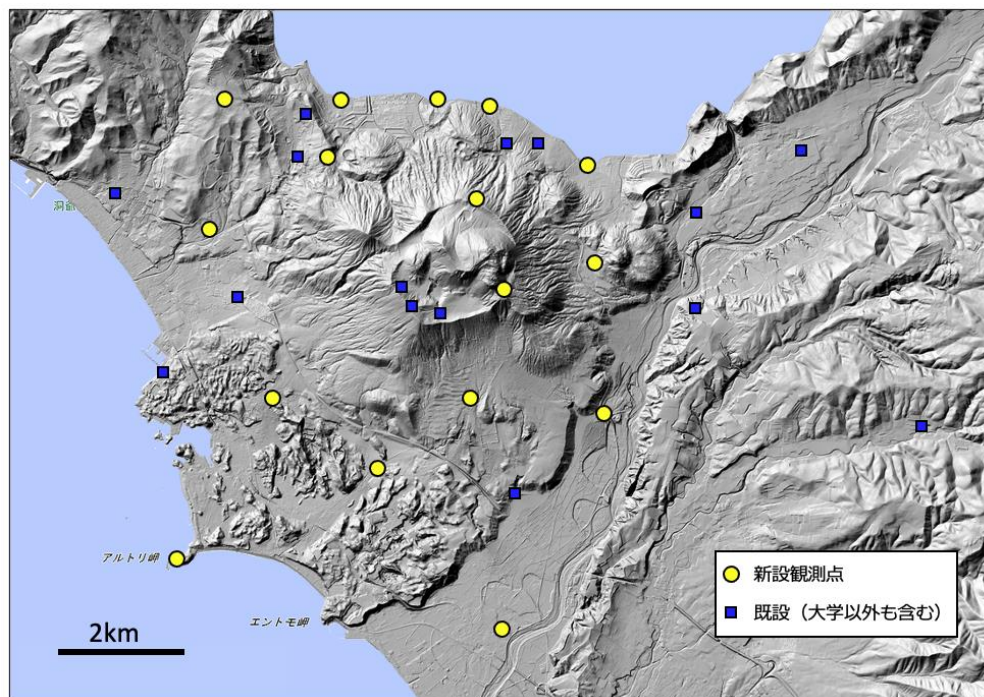 洞爺
アルトリ岬
エントモ岬
2km
新設観測点
既設（大学以外も含む）